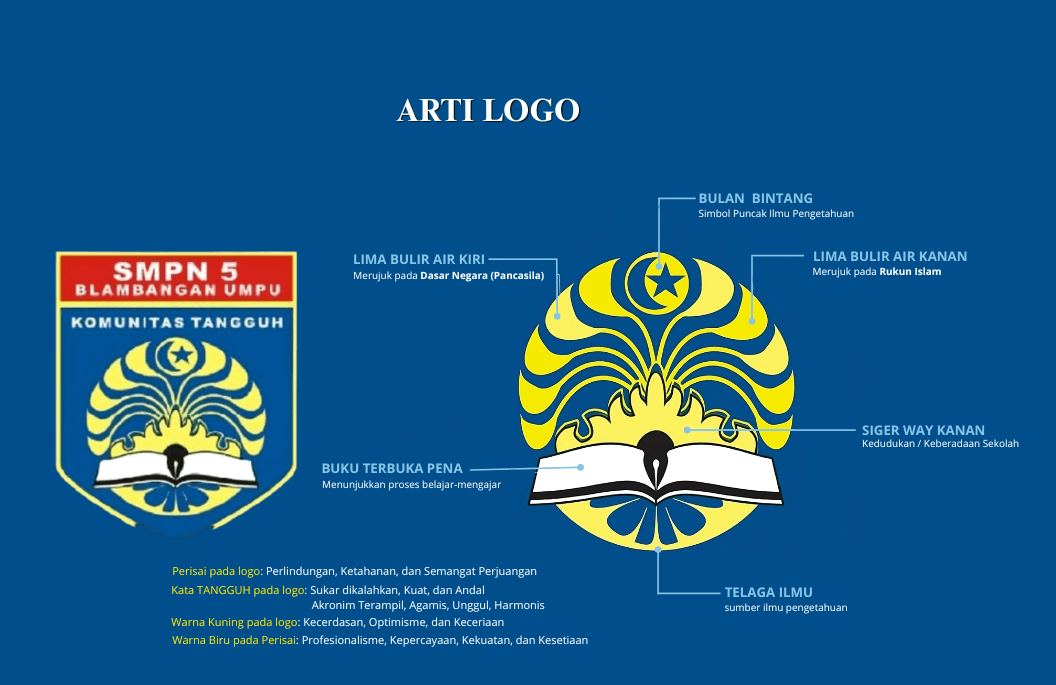 ARTI LOGO
BULAN BINTANG
Simbol Puncak Ilmu Pengetahuan
LIMA BULIR AIR KIRI
Merujuk pada Dasar Negara (Pancasila)
LIMA BULIR AIR KANAN
Merujuk pada Rukun Islam
SMPN 5
BLAMBANGAN UMPU
KOMUNITAS TANGGUH
SIGER WAY KANAN
Kedudukan / Keberadaan Sekolah
BUKU TERBUKA PENA
Menunjukkan proses belajar-mengajar
Perisai pada logo: Perlindungan, Ketahanan, dan Semangat Perjuangan
Kata TANGGUH pada logo: Sukar dikalahkan, Kuat, dan Andal
Akronim Terampil, Agamis, Unggul, Harmonis
Warna Kuning pada logo: Kecerdasan, Optimisme, dan Keceriaan
Warna Biru pada Perisai: Profesionalisme, Kepercayaan, Kekuatan, dan Kesetiaan
TELAGA ILMU
sumber ilmu pengetahuan